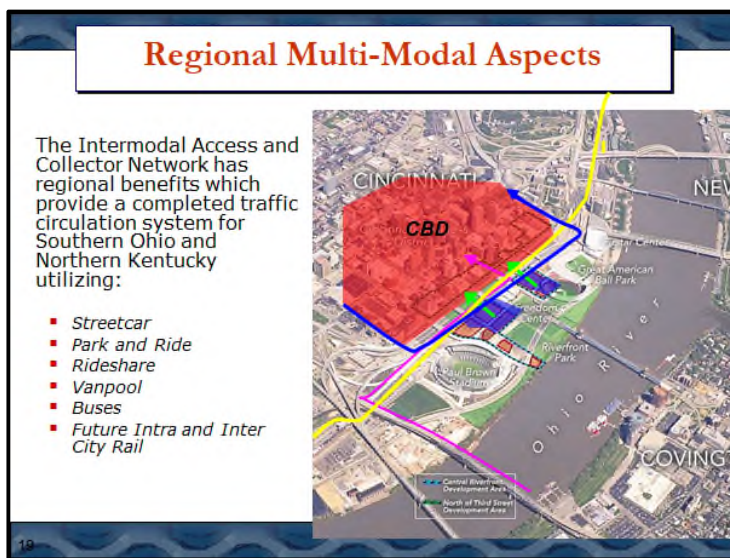 Regional Multi-Modal Aspects
The Intermodal Access and
Collector Network has
regional benefits which
provide a completed traffic
circulation system for
Southern Ohio and
Northern Kentucky
utilizing:
Streetcar
Park and Ride
Rideshare
Vanpool
Buses
Future Intra and Inter
City Rail
CINCINNATI
NEW
CBD
Center
Great American
Ball Park
Freedom
Center
Riverfront
Park
Paul Brown
Stadium
Ohio River
COVINGT
Central Riverfront
Development Area
North of Third Street
Development Area
19